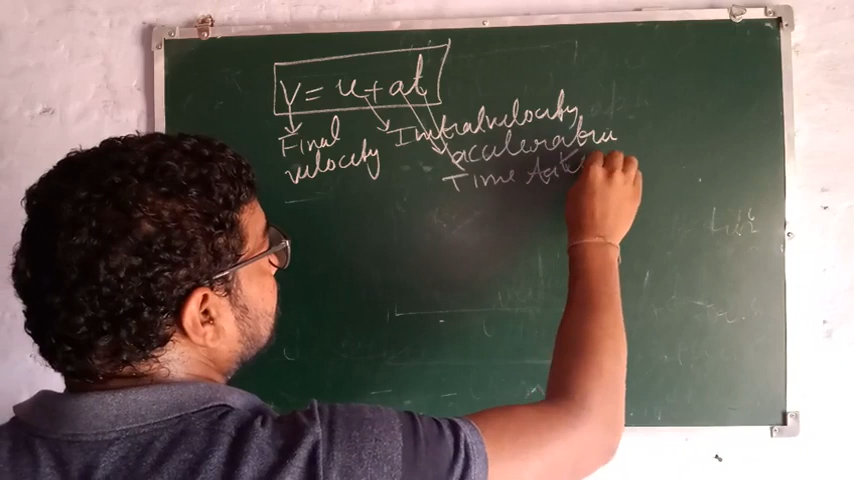 V = u + at
Final
velocity
Initial velocity
acceleration
Time